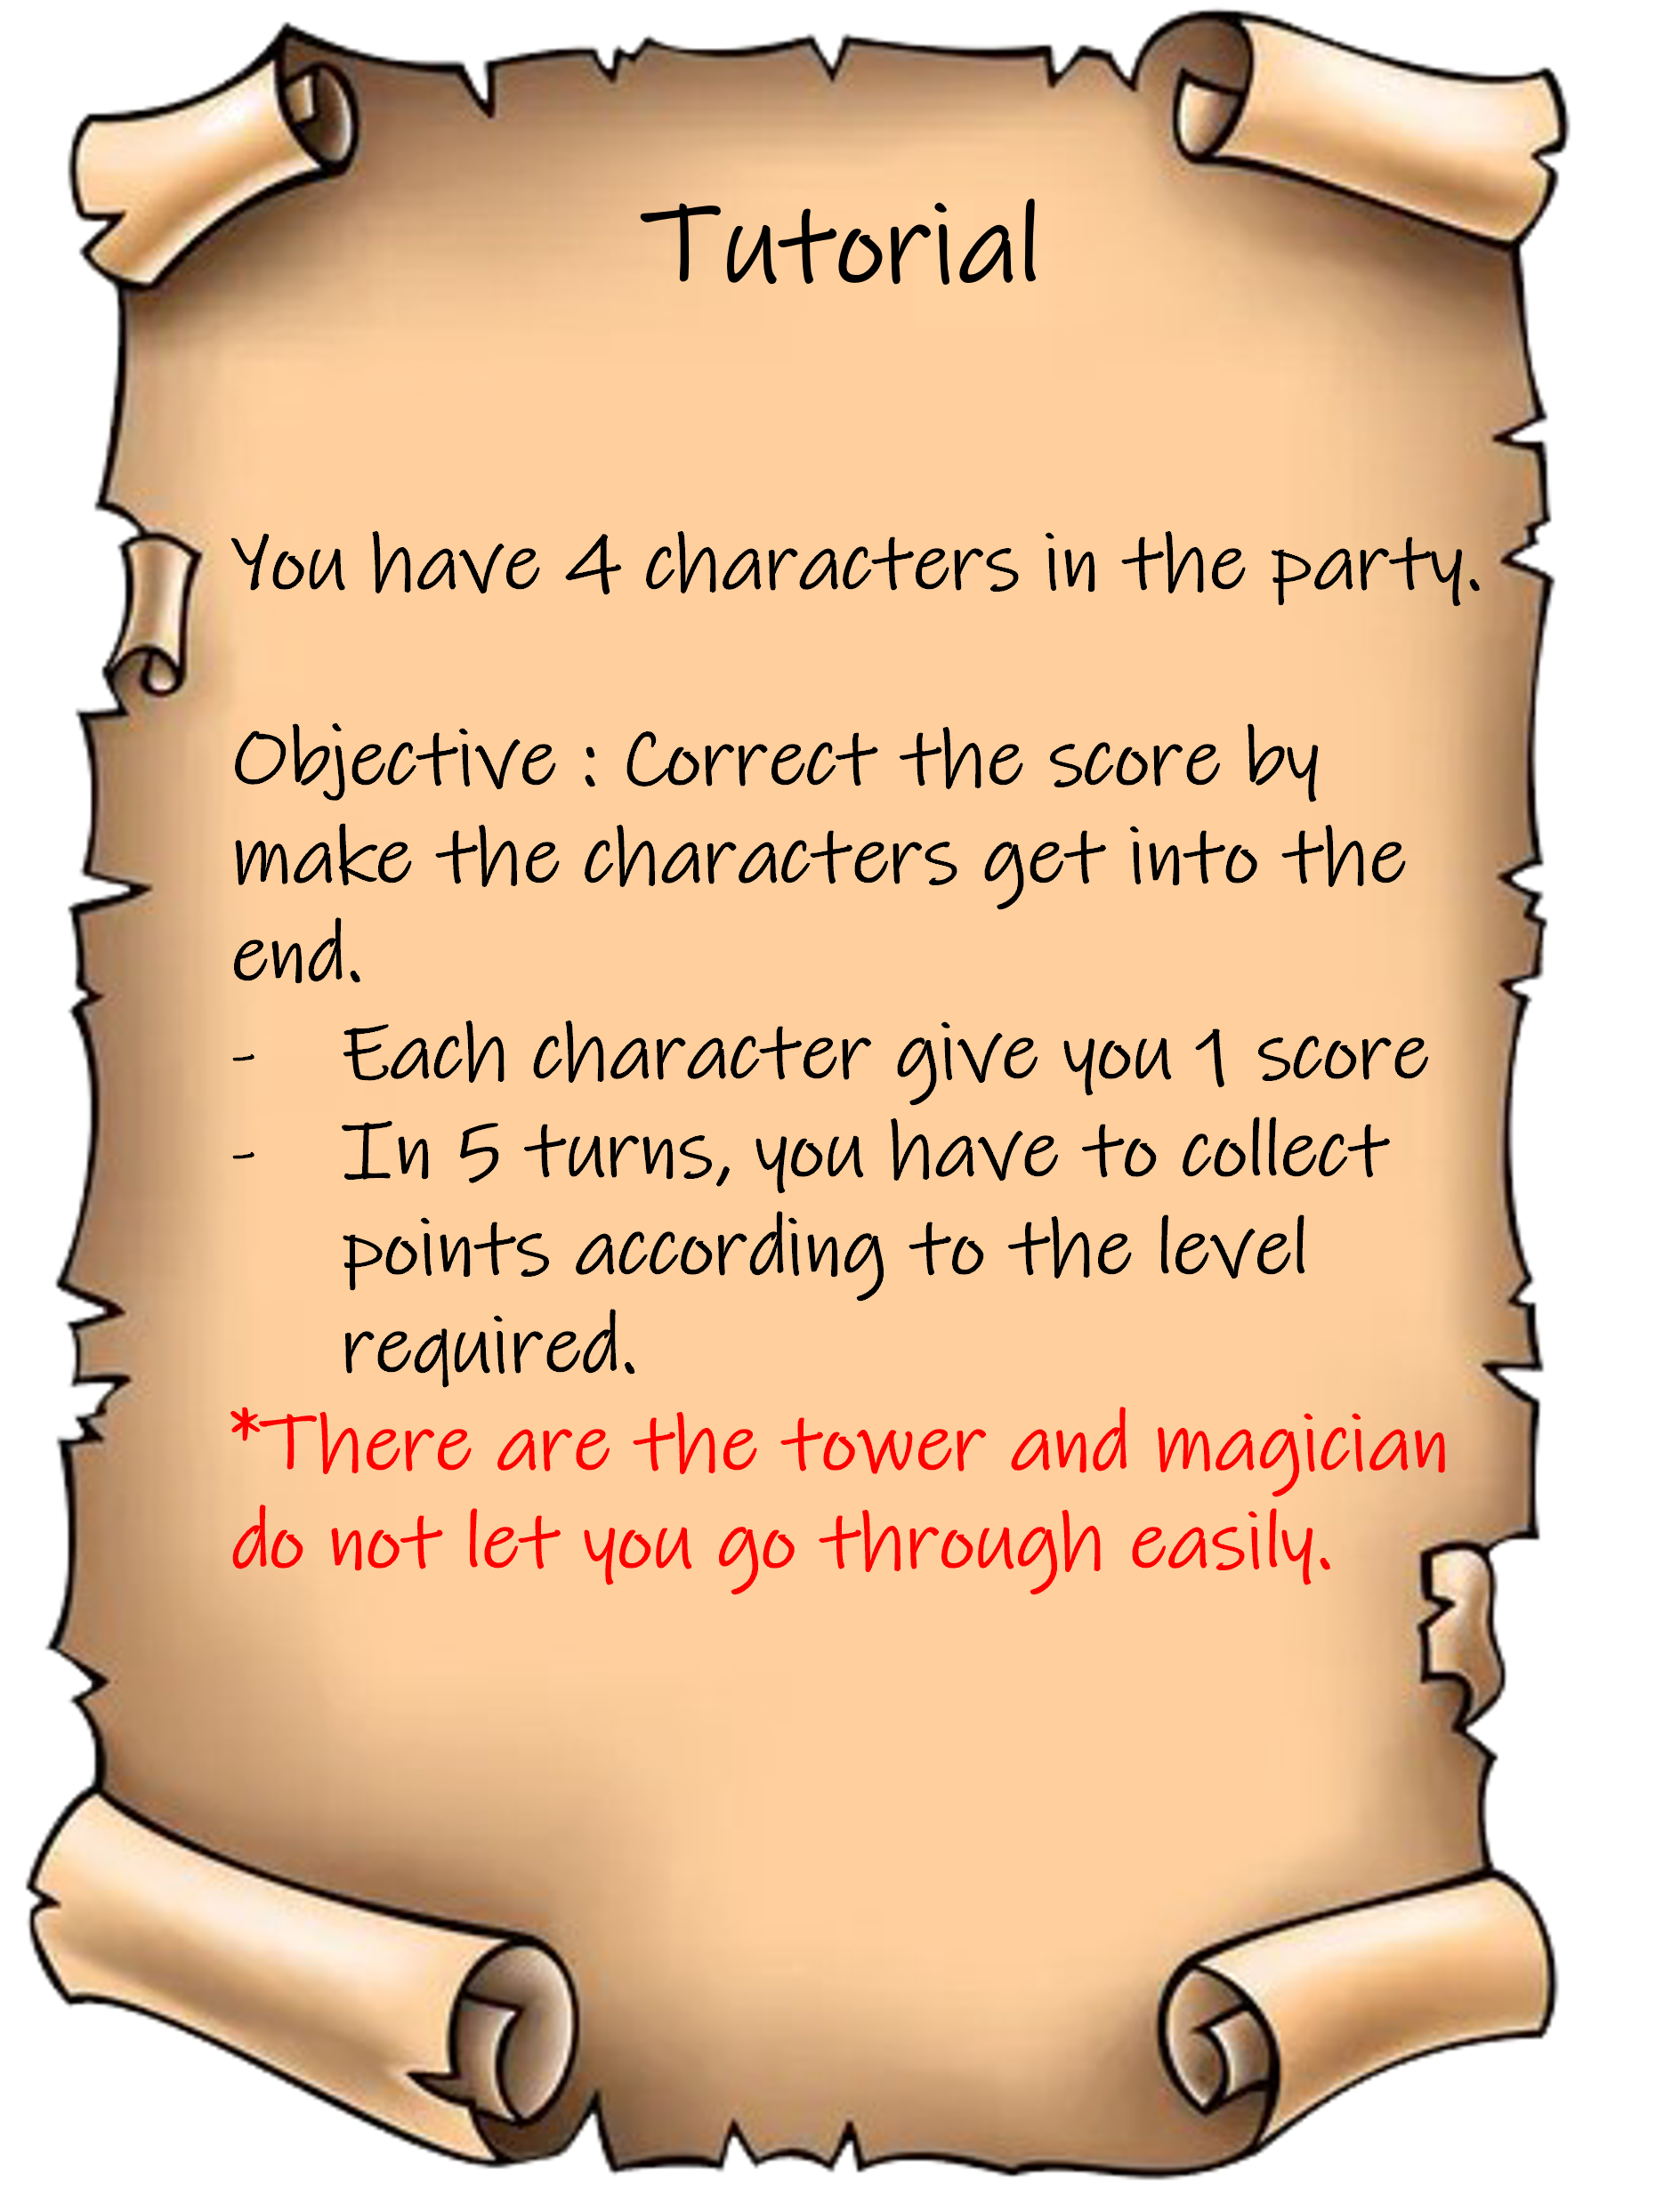 Tutorial
You have 4 characters in the party.
Objective : Correct the score by
make the characters get into the
end.
- Each character give you 1 score
- In 5 turns, you have to collect
points according to the level
required.
*There are the tower and magician
do not let you go through easily.